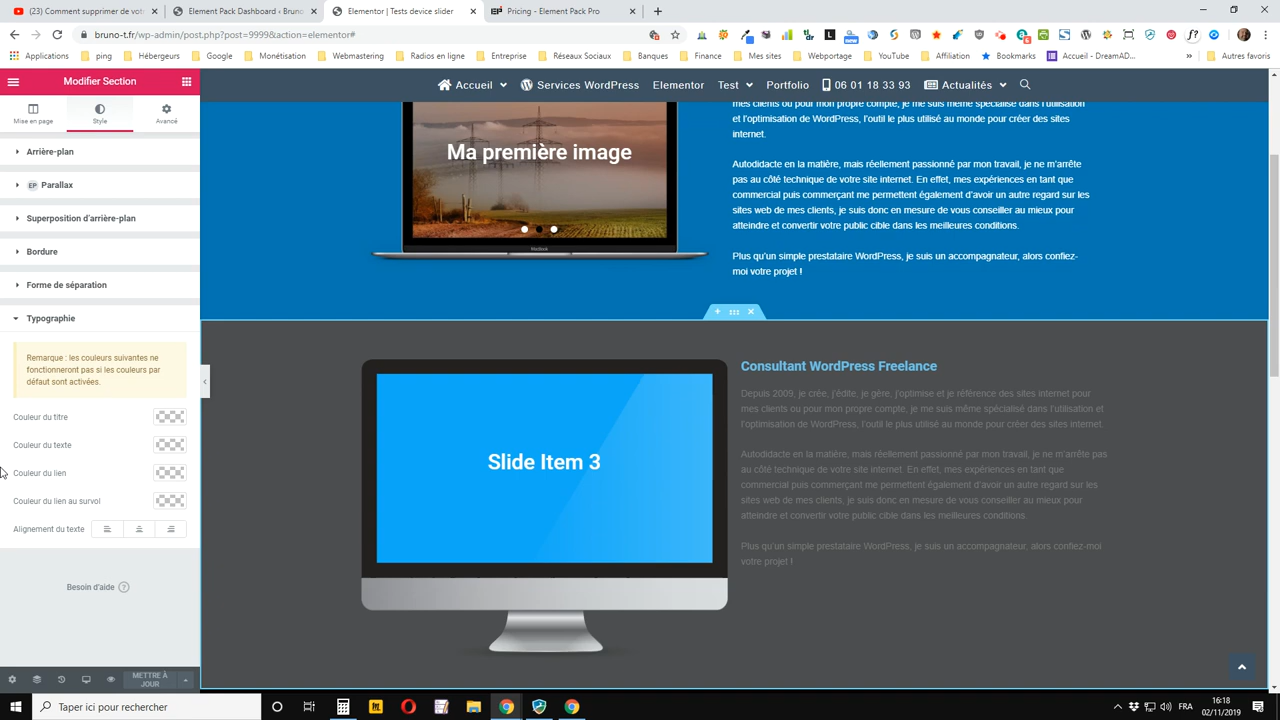 (23) Comment supprimer de vot
Element Pack Dashboard ‹ Bruno
Elementor | Testes device slider
Pricing - Element Pack Pro
bruno-t.fr/wp-admin/post.php?post=9999&action=elementor#
Applications
ping
Hébergeurs
Google
Monétisation
Webmastering
Radios en ligne
Entreprise
Réseaux Sociaux
Banques
Finance
Mes sites
Webportage
YouTube
Affiliation
Bookmarks
Accueil - DreamAD...
Autres favoris
Modifier Section
Accueil
Services WordPress
Elementor
Test
Portfolio
06 01 18 33 93
Actualités
Mise en page
Style
Avancé
Arrière-plan
Parallax
Superposition d'arrière-plan
Bordure
Forme de séparation
Typographie
Remarque : les couleurs suivantes ne
fonctionneront pas si les couleurs par
défaut sont activées.
Couleur du titre
Couleur du texte
Couleur du lien
Couleur du lien au survol
Alignement du texte
Besoin d'aide
METTRE À
JOUR
Ma première image
MacBook
mes clients ou pour mon propre compte, je me suis même spécialisé dans l'utilisation
et l'optimisation de WordPress, l'outil le plus utilisé au monde pour créer des sites
internet.
Autodidacte en la matière, mais réellement passionné par mon travail, je ne m'arrête
pas au côté technique de votre site internet. En effet, mes expériences en tant que
commercial puis commerçant me permettent également d'avoir un autre regard sur les
sites web de mes clients, je suis donc en mesure de vous conseiller au mieux pour
atteindre et convertir votre public cible dans les meilleures conditions.
Plus qu'un simple prestataire WordPress, je suis un accompagnateur, alors confiez-
moi votre projet !
Slide Item 3
Consultant WordPress Freelance
Depuis 2009, je crée, j'édite, je gère, j'optimise et je référence des sites internet pour
mes clients ou pour mon propre compte, je me suis même spécialisé dans l'utilisation et
l'optimisation de WordPress, l'outil le plus utilisé au monde pour créer des sites internet.
Autodidacte en la matière, mais réellement passionné par mon travail, je ne m'arrête pas
au côté technique de votre site internet. En effet, mes expériences en tant que
commercial puis commerçant me permettent également d'avoir un autre regard sur les
sites web de mes clients, je suis donc en mesure de vous conseiller au mieux pour
atteindre et convertir votre public cible dans les meilleures conditions.
Plus qu'un simple prestataire WordPress, je suis un accompagnateur, alors confiez-moi
votre projet !
Taper ici pour rechercher
FRA
16:18
02/11/2019